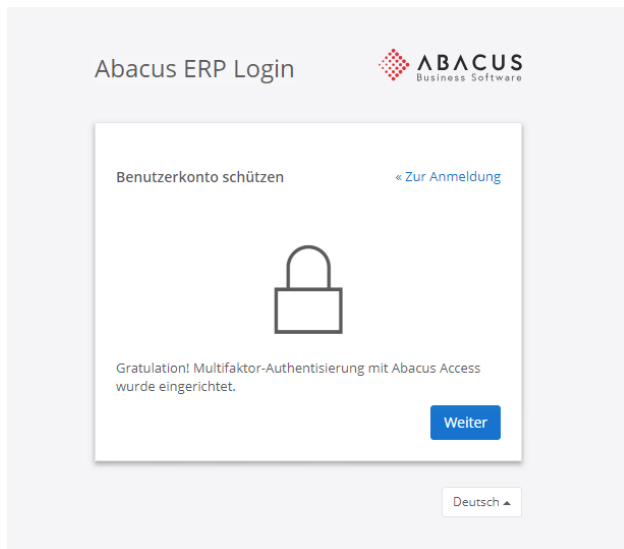 Abacus ERP Login
ABACUS
Business Software
Benutzerkonto schützen
« Zur Anmeldung
Gratulation! Multifaktor-Authentisierung mit Abacus Access
wurde eingerichtet.
Weiter
Deutsch